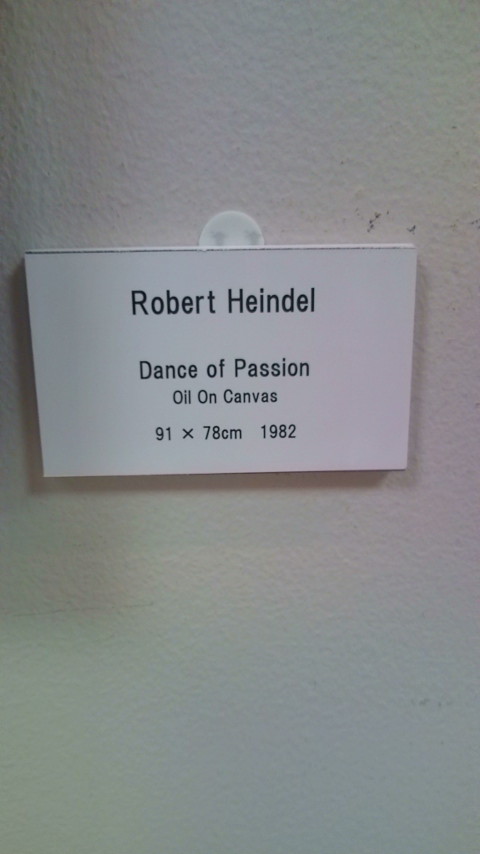 Robert Heindel
Dance of Passion
Oil On Canvas
91 × 78cm 1982